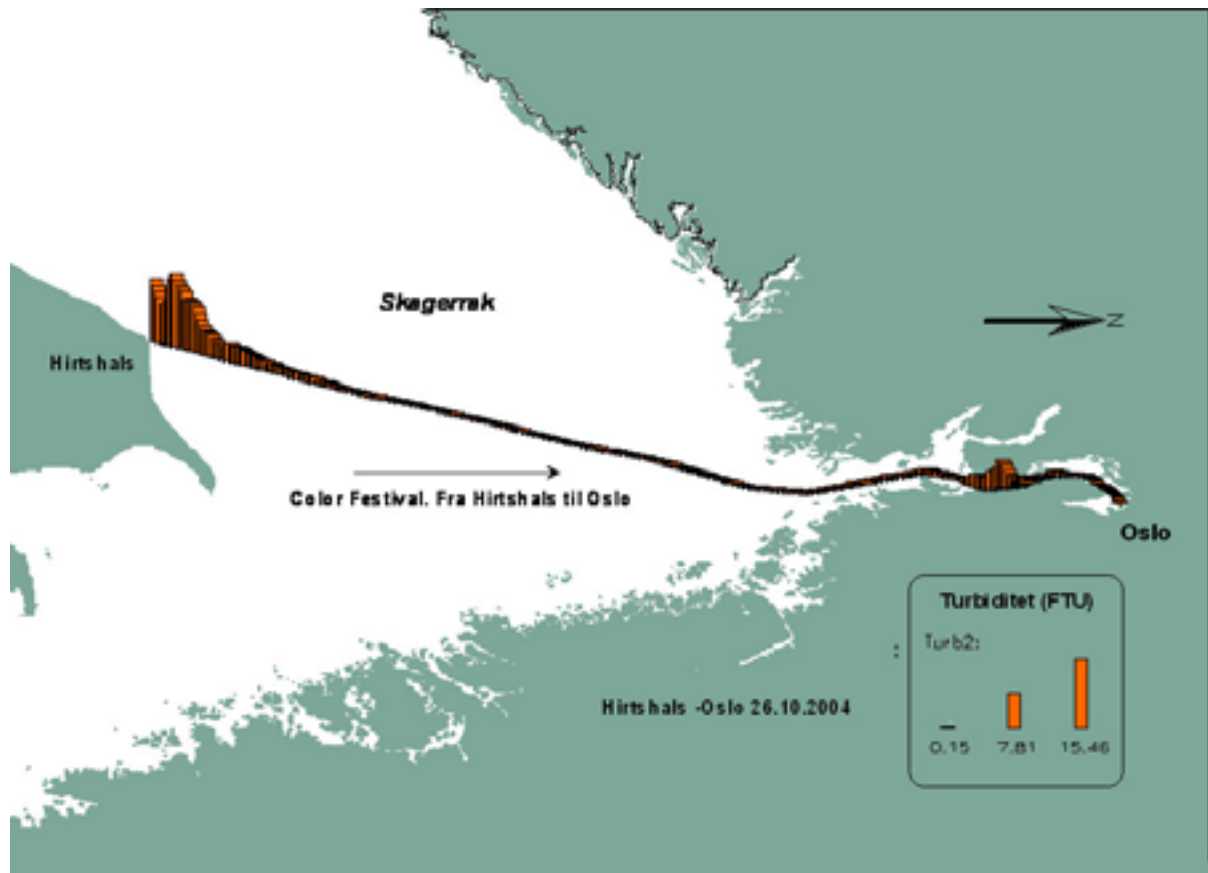 Skagerrak
N
Hirtshals
Color Festival. Fra Hirtshals til Oslo
Oslo
Turbiditet (FTU)
Turb2:
:
Hirtshals -Oslo 26.10.2004
0.15 7.81 15.46